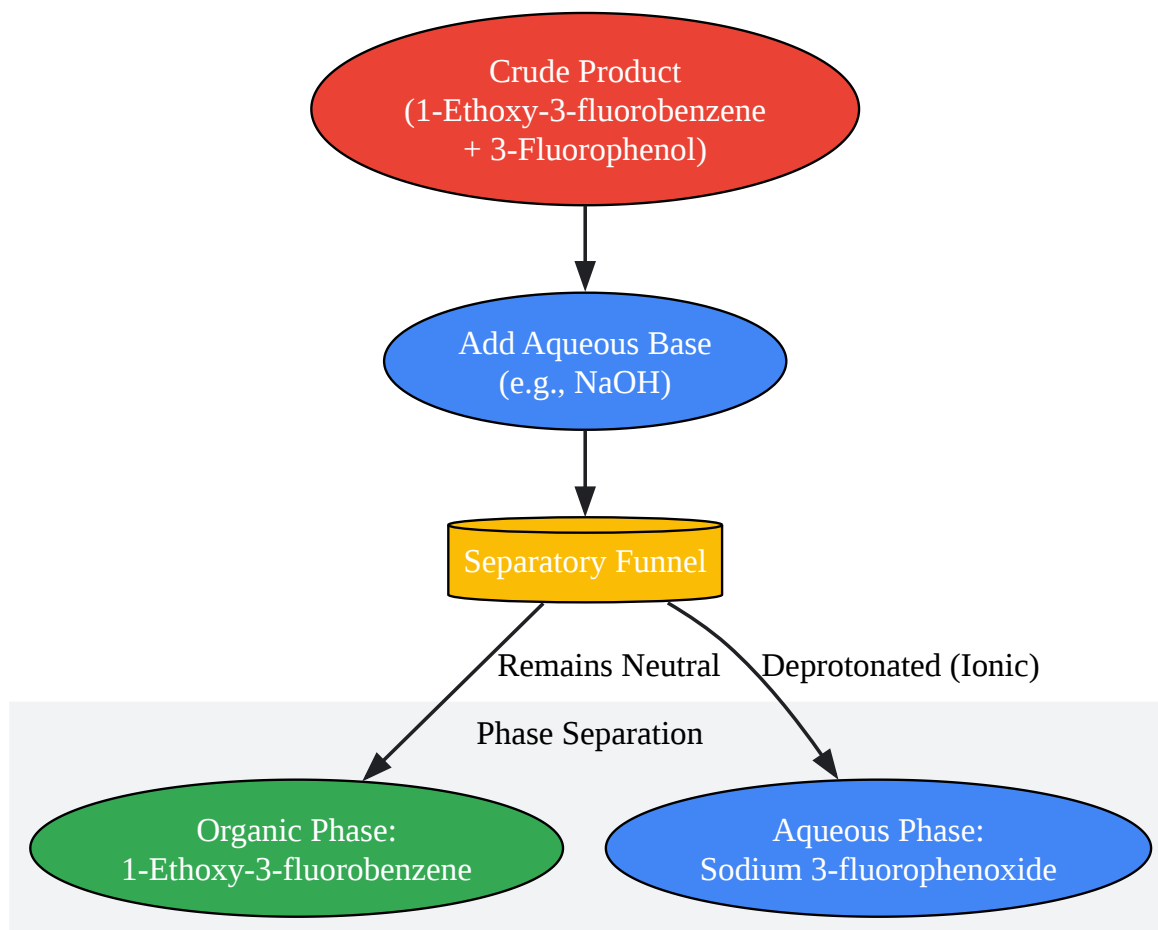 Crude Product
(1-Ethoxy-3-fluorobenzene
+ 3-Fluorophenol)
Add Aqueous Base
(e.g., NaOH)
Separatory Funnel
Remains Neutral
Deprotonated (Ionic)
Phase Separation
Organic Phase:
1-Ethoxy-3-fluorobenzene
Aqueous Phase:
Sodium 3-fluorophenoxide